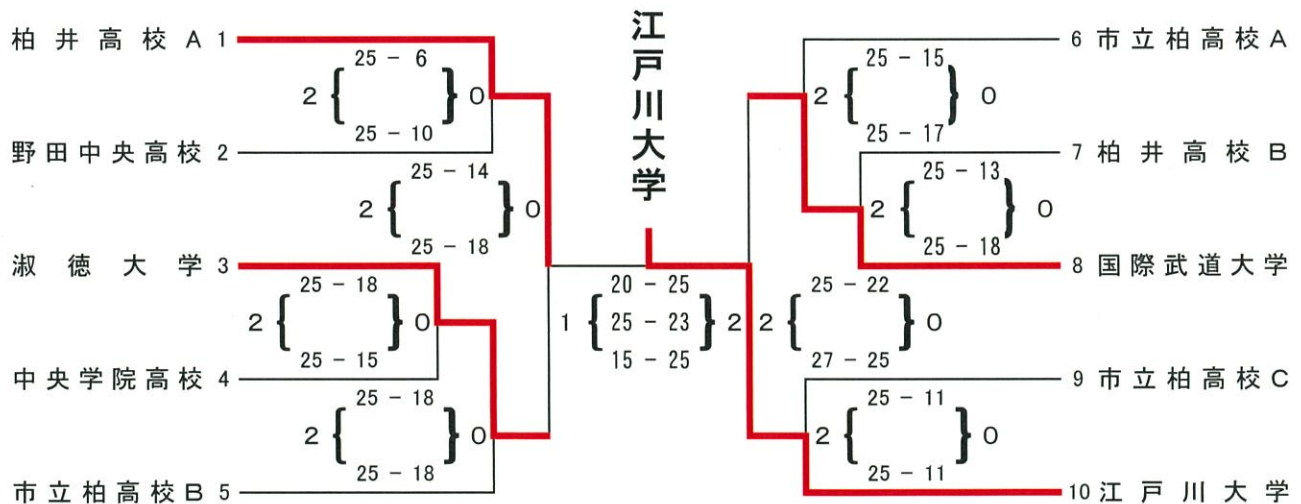 江戸川大学
柏井高校A 1
25 - 6
2 { } 0
25 - 10
野田中央高校 2
25 - 14
2 { } 0
25 - 18
淑徳大学 3
25 - 18
2 { } 0
25 - 15
中央学院高校 4
25 - 18
2 { } 0
25 - 18
市立柏高校B 5
20 - 25
1 { 25 - 23 } 2
15 - 25
6 市立柏高校A
25 - 15
2 { } 0
25 - 17
7 柏井高校B
25 - 13
2 { } 0
25 - 18
8 国際武道大学
25 - 22
2 { } 0
27 - 25
9 市立柏高校C
25 - 11
2 { } 0
25 - 11
10 江戸川大学